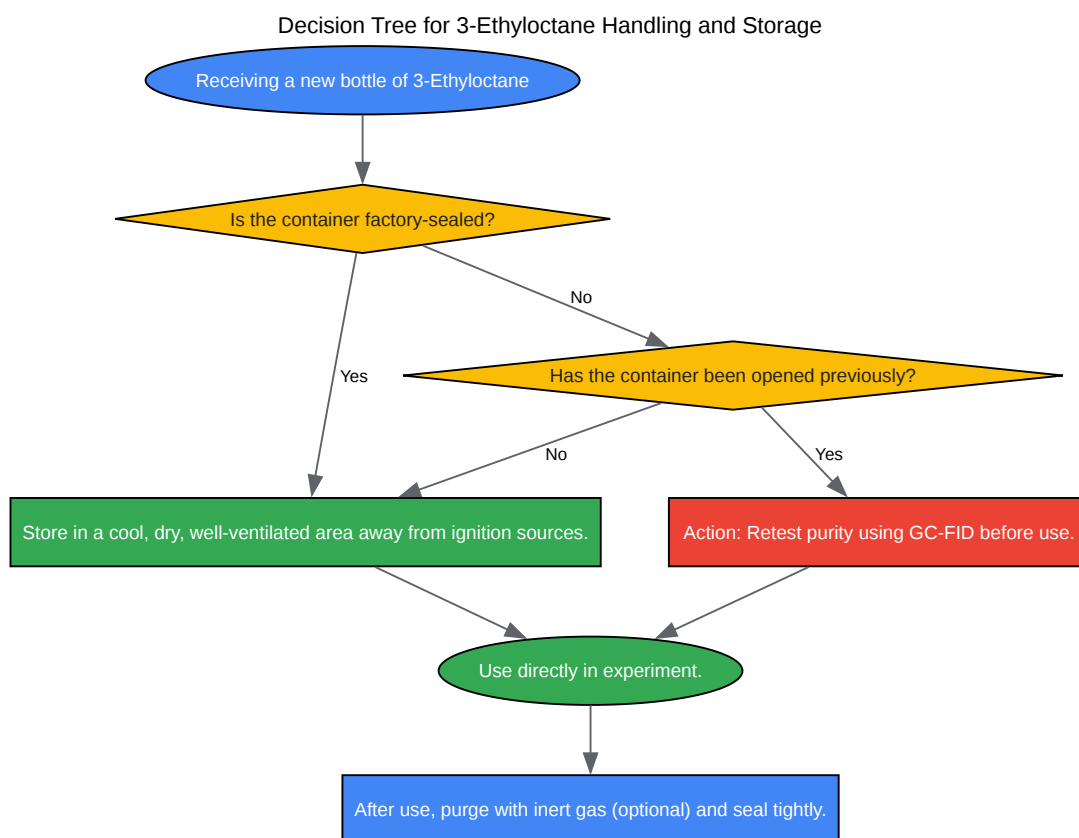 Decision Tree for 3-Ethyloctane Handling and Storage
Receiving a new bottle of 3-Ethyloctane
Is the container factory-sealed?
No
Yes
Has the container been opened previously?
No
Yes
Store in a cool, dry, well-ventilated area away from ignition sources.
Action: Retest purity using GC-FID before use.
Use directly in experiment.
After use, purge with inert gas (optional) and seal tightly.